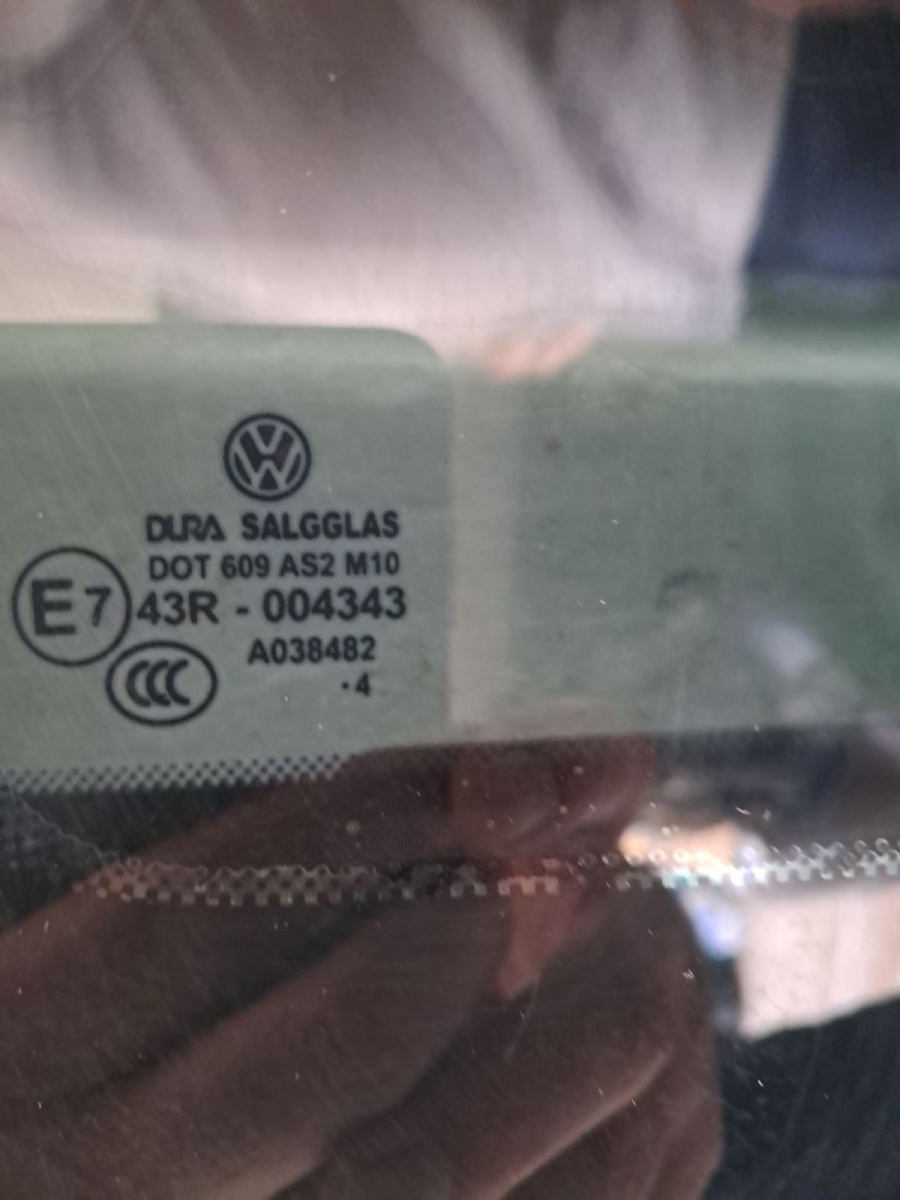 VW
DURA SALGGLAS
DOT 609 AS2 M10
E7 43R - 004343
A038482
CCC
·4